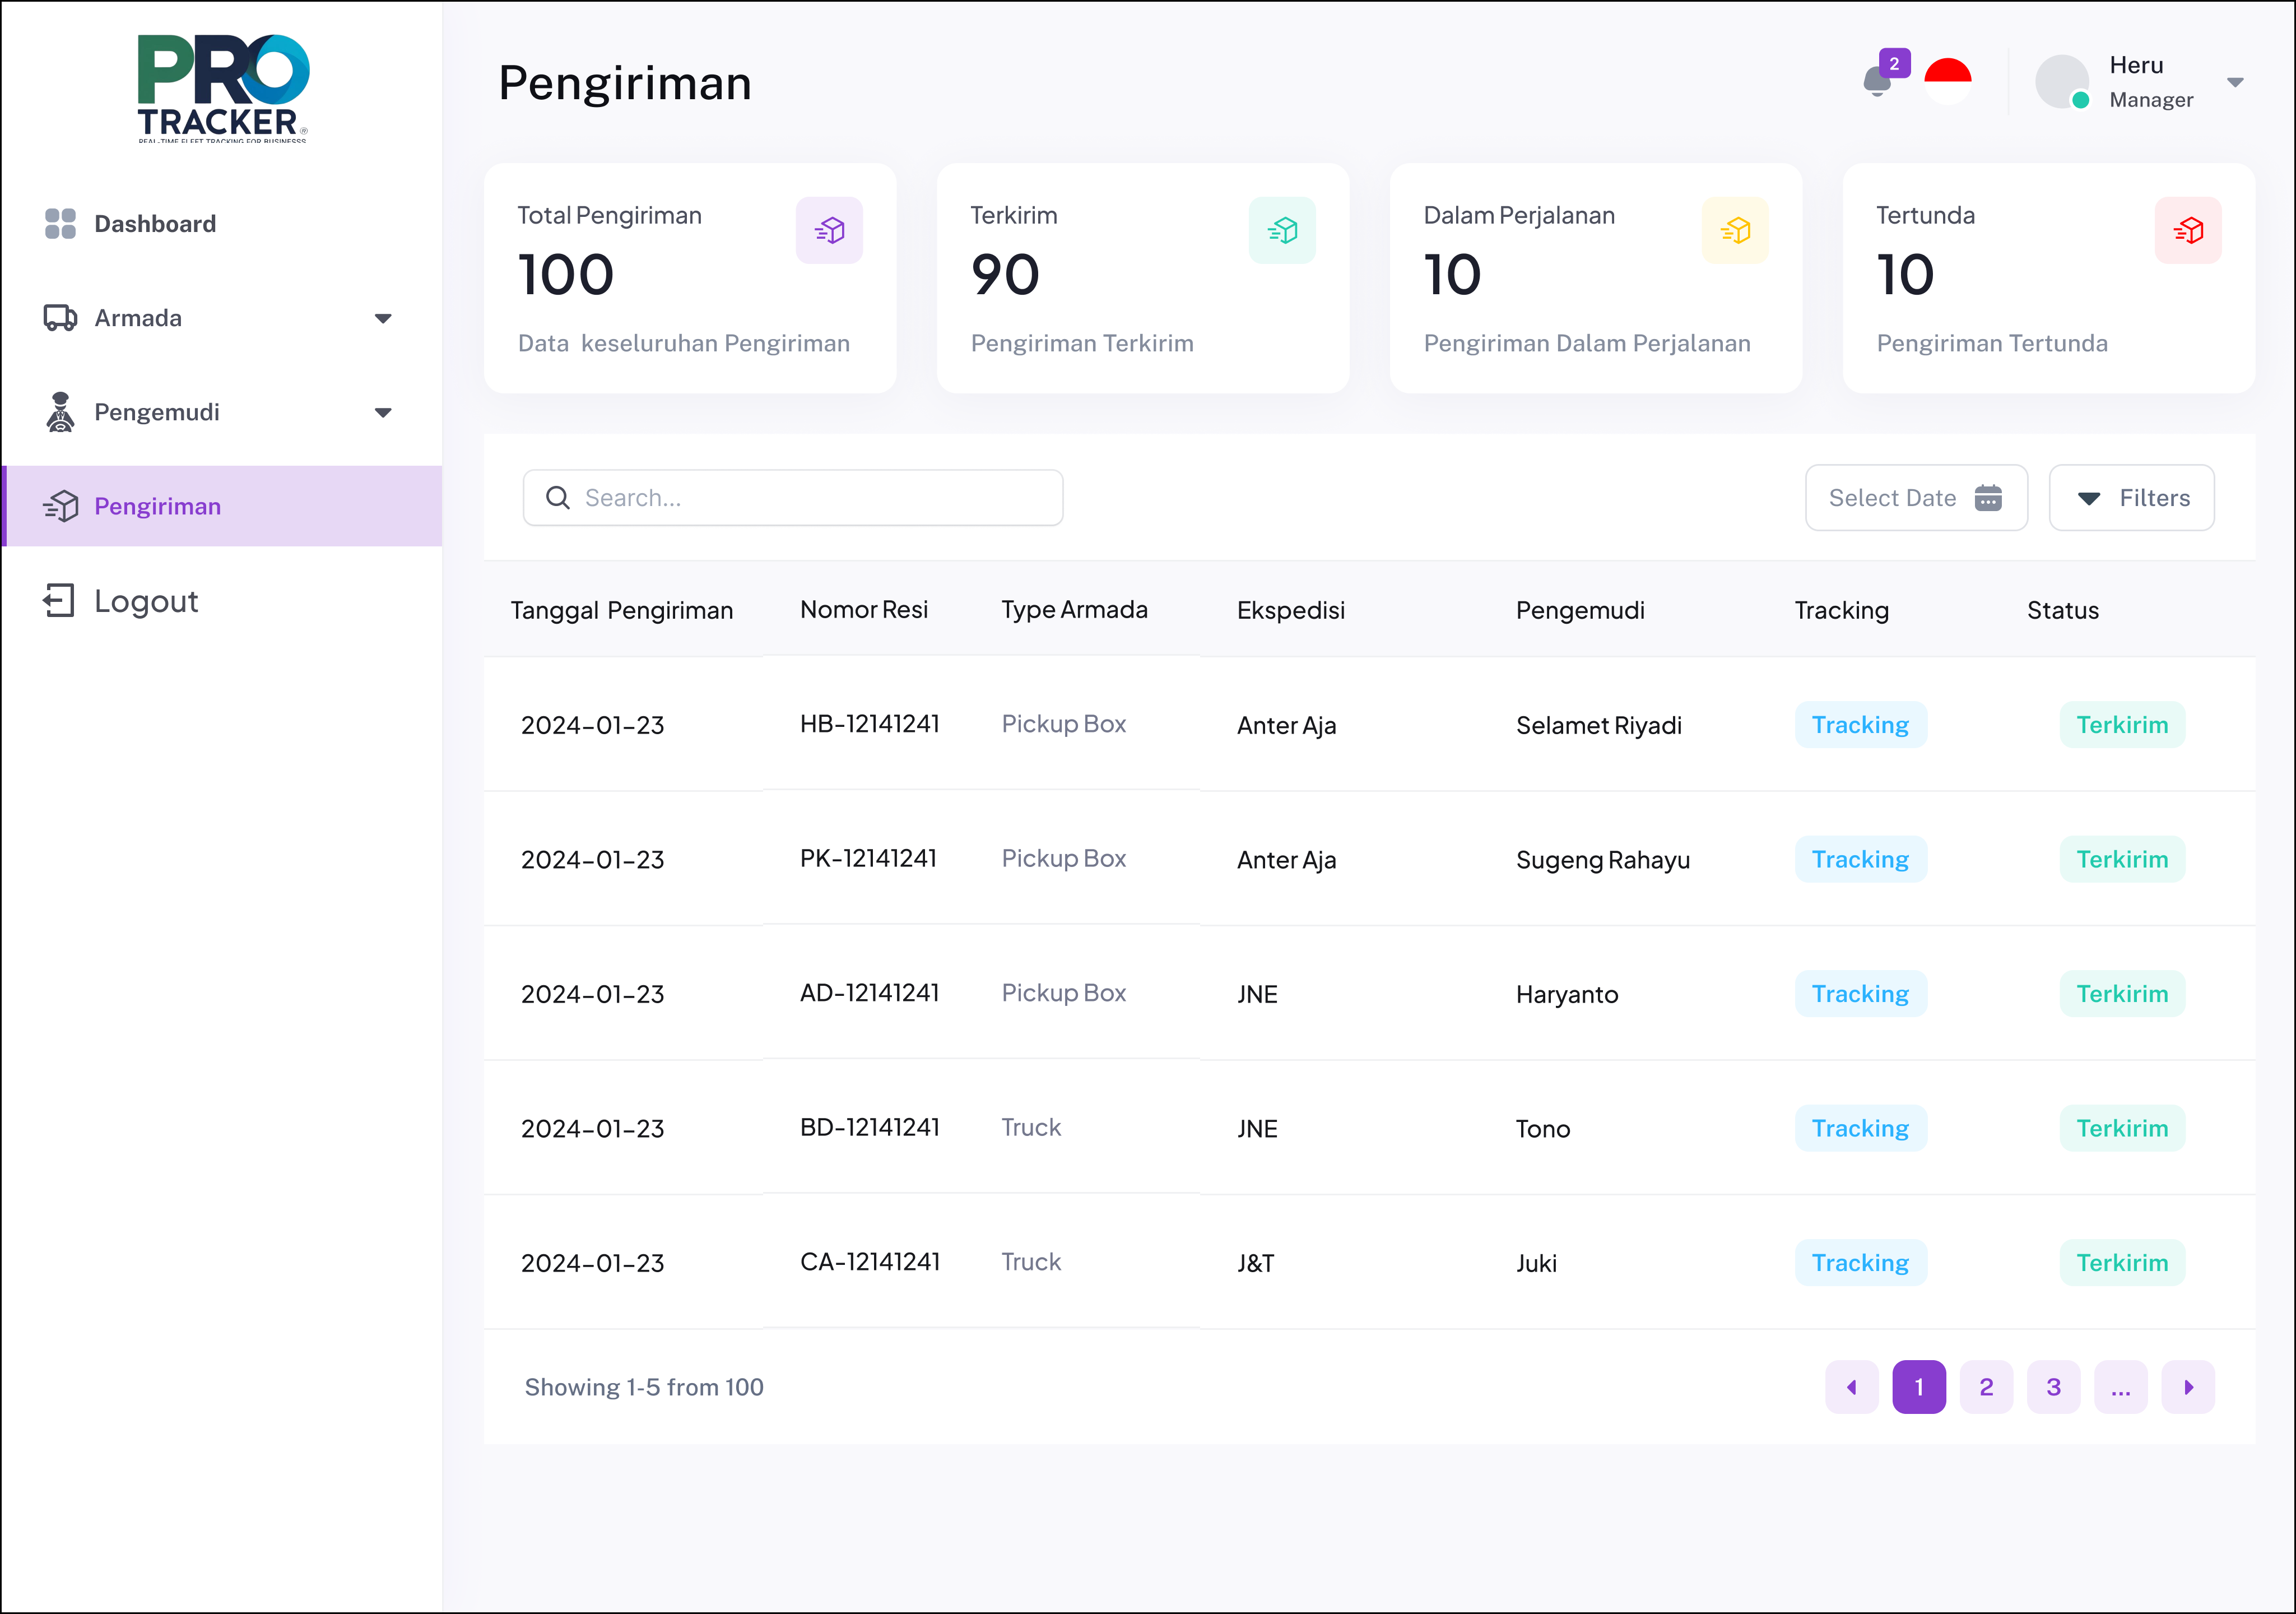 PRO
TRACKER®
REAL-TIME FLEET TRACKING FOR BUSINESSS
Dashboard
Armada
Pengemudi
Pengiriman
Logout
Pengiriman
2
Heru
Manager
Total Pengiriman
100
Data keseluruhan Pengiriman
Terkirim
90
Pengiriman Terkirim
Dalam Perjalanan
10
Pengiriman Dalam Perjalanan
Tertunda
10
Pengiriman Tertunda
Search...
Select Date
Filters
Tanggal Pengiriman Nomor Resi Type Armada Ekspedisi Pengemudi Tracking Status
2024-01-23 HB-12141241 Pickup Box Anter Aja Selamet Riyadi Tracking Terkirim
2024-01-23 PK-12141241 Pickup Box Anter Aja Sugeng Rahayu Tracking Terkirim
2024-01-23 AD-12141241 Pickup Box JNE Haryanto Tracking Terkirim
2024-01-23 BD-12141241 Truck JNE Tono Tracking Terkirim
2024-01-23 CA-12141241 Truck J&T Juki Tracking Terkirim
Showing 1-5 from 100
1 2 3 ...